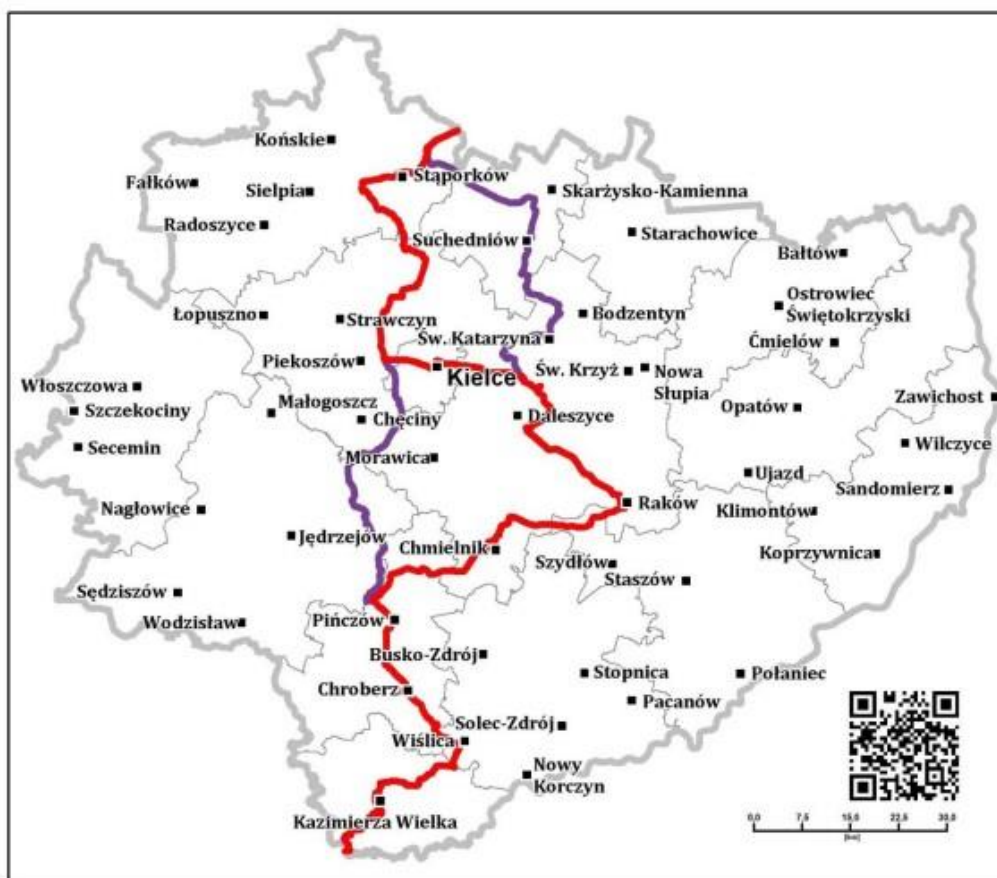 Końskie
Stąporków
Fałków
Sielpia
Skarżysko-Kamienna
Radoszyce
Suchedniów
Starachowice
Bałtów
Łopuszno
Strawczyn
Bodzentyn
Ostrowiec
Świętokrzyski
Św. Katarzyna
Ćmielów
Piekoszów
Kielce
Św. Krzyż
Nowa
Słupia
Włoszczowa
Szczekociny
Małogoszcz
Chęciny
Daleszyce
Opatów
Zawichost
Secemin
Morawica
Wilczyce
Ujazd
Sandomierz
Nagłowice
Raków
Klimontów
Jędrzejów
Chmielnik
Szydłów
Koprzywnica
Staszów
Sędziszów
Wodzisław
Pińczów
Busko-Zdrój
Stopnica
Połaniec
Chroberz
Pacanów
Solec-Zdrój
Wiślica
Nowy
Korczyn
Kazimierza Wielka
0,0 7,5 15,0 22,5 30,0
[km]